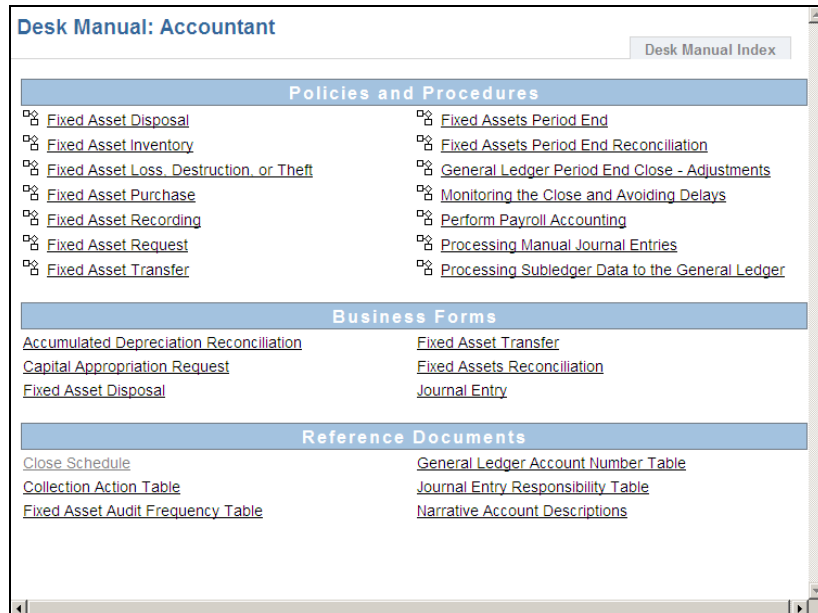 Desk Manual: Accountant
Desk Manual Index
Policies and Procedures
Fixed Asset Disposal
Fixed Asset Inventory
Fixed Asset Loss, Destruction, or Theft
Fixed Asset Purchase
Fixed Asset Recording
Fixed Asset Request
Fixed Asset Transfer
Fixed Assets Period End
Fixed Assets Period End Reconciliation
General Ledger Period End Close - Adjustments
Monitoring the Close and Avoiding Delays
Perform Payroll Accounting
Processing Manual Journal Entries
Processing Subledger Data to the General Ledger
Business Forms
Accumulated Depreciation Reconciliation
Capital Appropriation Request
Fixed Asset Disposal
Fixed Asset Transfer
Fixed Assets Reconciliation
Journal Entry
Reference Documents
Close Schedule
Collection Action Table
Fixed Asset Audit Frequency Table
General Ledger Account Number Table
Journal Entry Responsibility Table
Narrative Account Descriptions